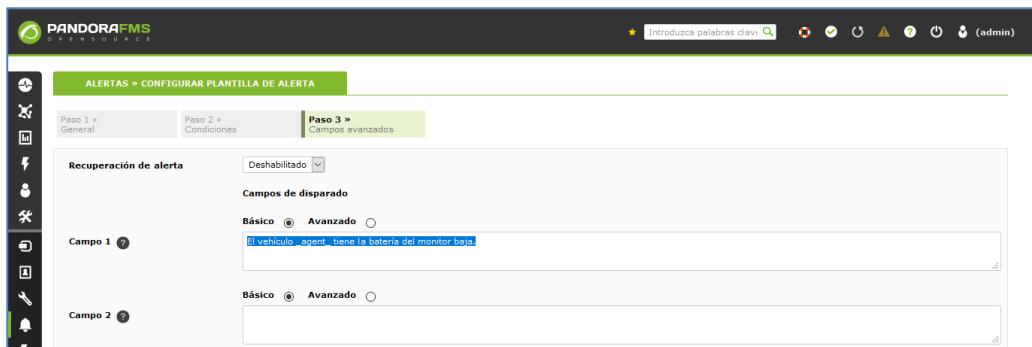 PANDORAFMS
OPENSOURCE
Introduzca palabras clave
(admin)
ALERTAS » CONFIGURAR PLANTILLA DE ALERTA
Paso 1 »
General
Paso 2 »
Condiciones
Paso 3 »
Campos avanzados
Recuperación de alerta
Deshabilitado
Campos de disparado
Básico Avanzado
Campo 1 ?
El vehículo _agent_ tiene la batería del monitor baja.
Básico Avanzado
Campo 2 ?